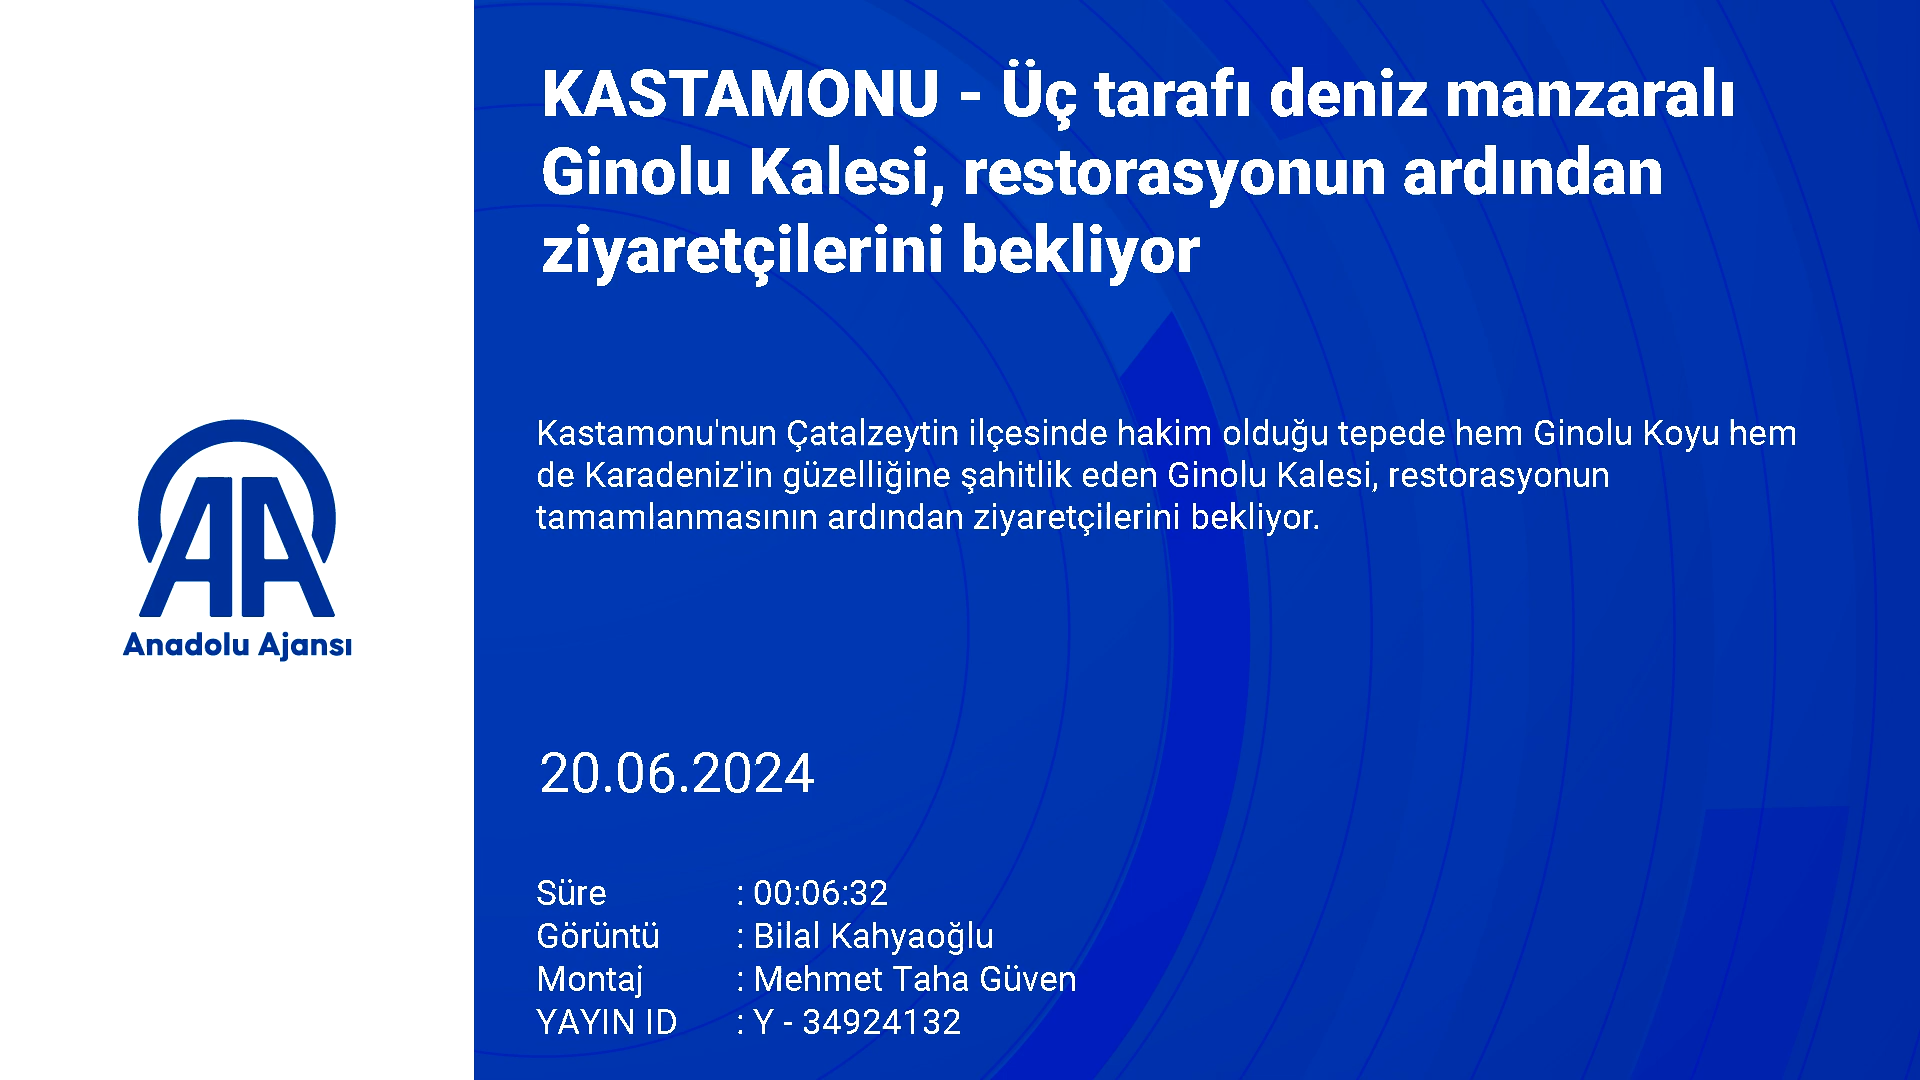 KASTAMONU - Üç tarafı deniz manzaralı
Ginolu Kalesi, restorasyonun ardından
ziyaretçilerini bekliyor
Kastamonu'nun Çatalzeytin ilçesinde hakim olduğu tepede hem Ginolu Koyu hem
de Karadeniz'in güzelliğine şahitlik eden Ginolu Kalesi, restorasyonun
tamamlanmasının ardından ziyaretçilerini bekliyor.
AA
Anadolu Ajansı
20.06.2024
Süre : 00:06:32
Görüntü : Bilal Kahyaoğlu
Montaj : Mehmet Taha Güven
YAYIN ID : Y - 34924132